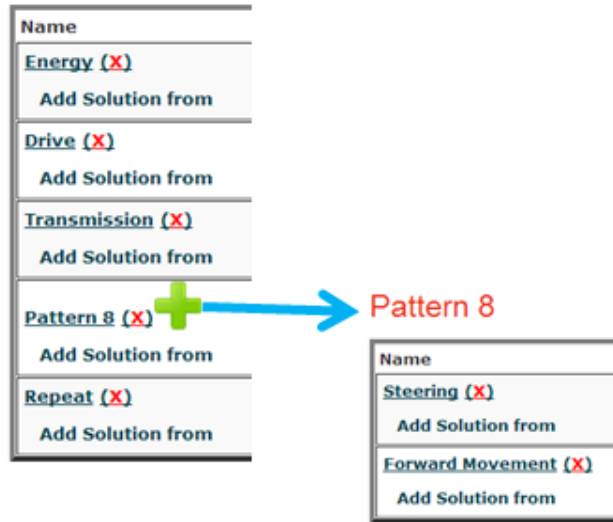 Name
Energy (X)
Add Solution from
Drive (X)
Add Solution from
Transmission (X)
Add Solution from
Pattern 8 (X)
Add Solution from
Repeat (X)
Add Solution from
Pattern 8
Name
Steering (X)
Add Solution from
Forward Movement (X)
Add Solution from